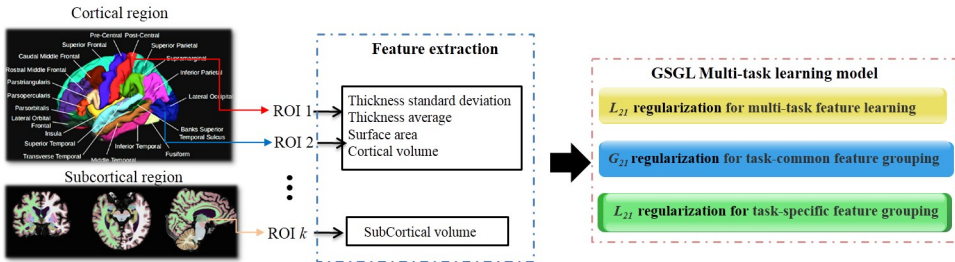 Cortical region
Pre-Central Post-Central
Superior Frontal
Superior Parietal
Caudal Middle Frontal
Supramarginal
Rostral Middle Frontal
Inferior Parietal
Parstriangularis
Parsopercularis
Parsorbitaris
Lateral Occipital
Lateral Orbital
Frontal
Insula
Banks Superior
Temporal Sulcus
Superior Temporal
Inferior Temporal
Fusiform
Transverse Temporal
Middle Temporal
Subcortical region
ROI 1
ROI 2
ROI k
Feature extraction
Thickness standard deviation
Thickness average
Surface area
Cortical volume
SubCortical volume
GSGL Multi-task learning model
L21 regularization for multi-task feature learning
G21 regularization for task-common feature grouping
L21 regularization for task-specific feature grouping